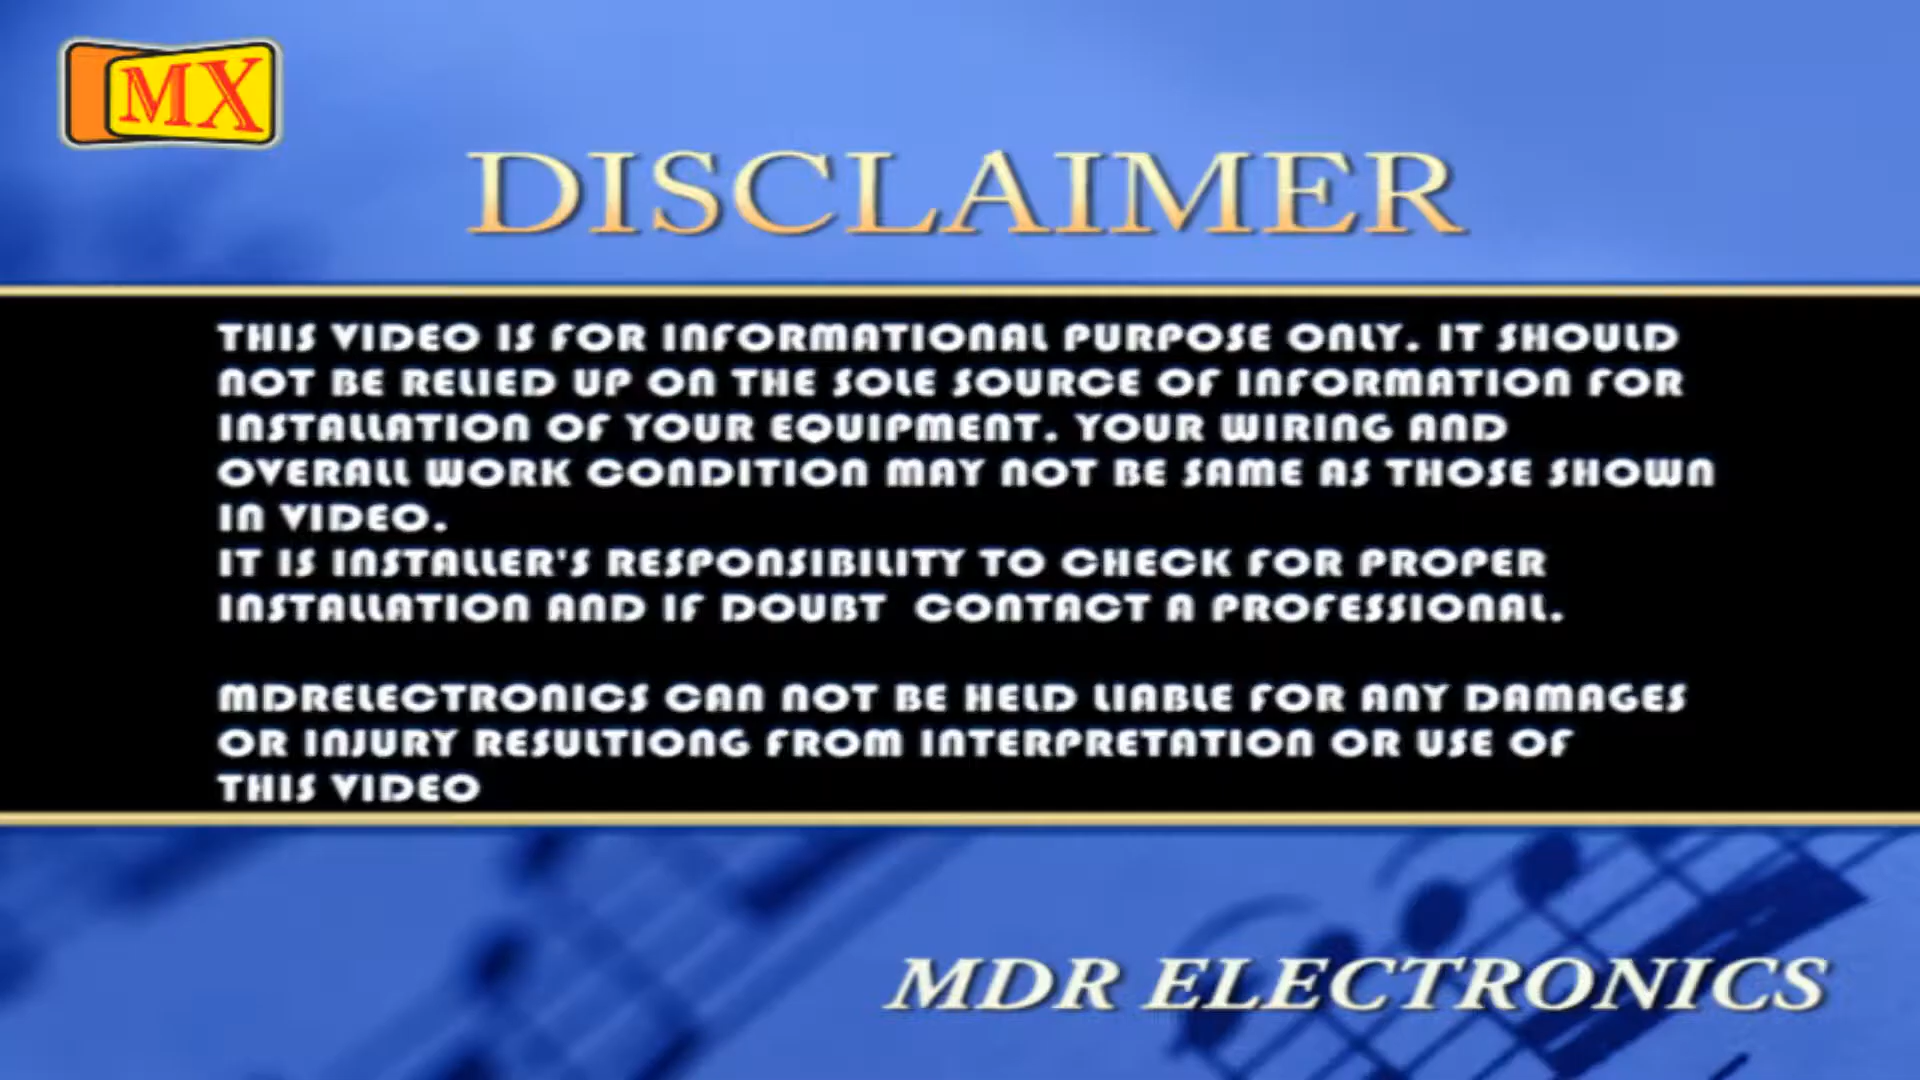 MX
DISCLAIMER
THIS VIDEO IS FOR INFORMATIONAL PURPOSE ONLY. IT SHOULD
NOT BE RELIED UP ON THE SOLE SOURCE OF INFORMATION FOR
INSTALLATION OF YOUR EQUIPMENT. YOUR WIRING AND
OVERALL WORK CONDITION MAY NOT BE SAME AS THOSE SHOWN
IN VIDEO.
IT IS INSTALLER'S RESPONSIBILITY TO CHECK FOR PROPER
INSTALLATION AND IF DOUBT CONTACT A PROFESSIONAL.
MDRELECTRONICS CAN NOT BE HELD LIABLE FOR ANY DAMAGES
OR INJURY RESULTIONG FROM INTERPRETATION OR USE OF
THIS VIDEO
MDR ELECTRONICS